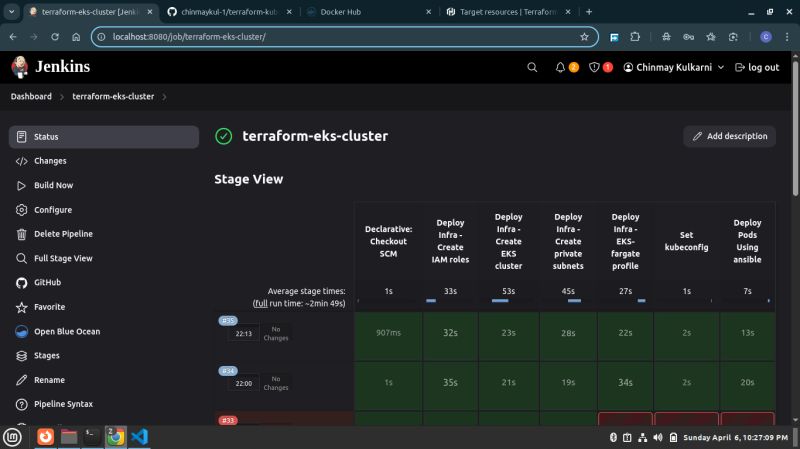 terraform-eks-cluster [Jenki
chinmaykul-1/terraform-kub
Docker Hub
Target resources | Terraform
localhost:8080/job/terraform-eks-cluster/
C
Jenkins
2
1
Chinmay Kulkarni
log out
Dashboard
terraform-eks-cluster
Status
Changes
Build Now
Configure
Delete Pipeline
Full Stage View
GitHub
Favorite
Open Blue Ocean
Stages
Rename
Pipeline Syntax
terraform-eks-cluster
Add description
Stage View
Declarative:
Checkout
SCM
Deploy
Infra -
Create
IAM roles
Deploy
Infra -
Create
EKS
cluster
Deploy
Infra -
Create
private
subnets
Deploy
Infra -
EKS-
fargate
profile
Set
kubeconfig
Deploy
Pods
Using
ansible
Average stage times:
(full run time: ~2min 49s)
1s
33s
53s
45s
27s
1s
7s
#35
22:13
No
Changes
907ms
32s
23s
28s
22s
2s
13s
#34
22:00
No
Changes
1s
35s
21s
19s
34s
2s
20s
#33
2
Sunday April 6, 10:27:09 PM